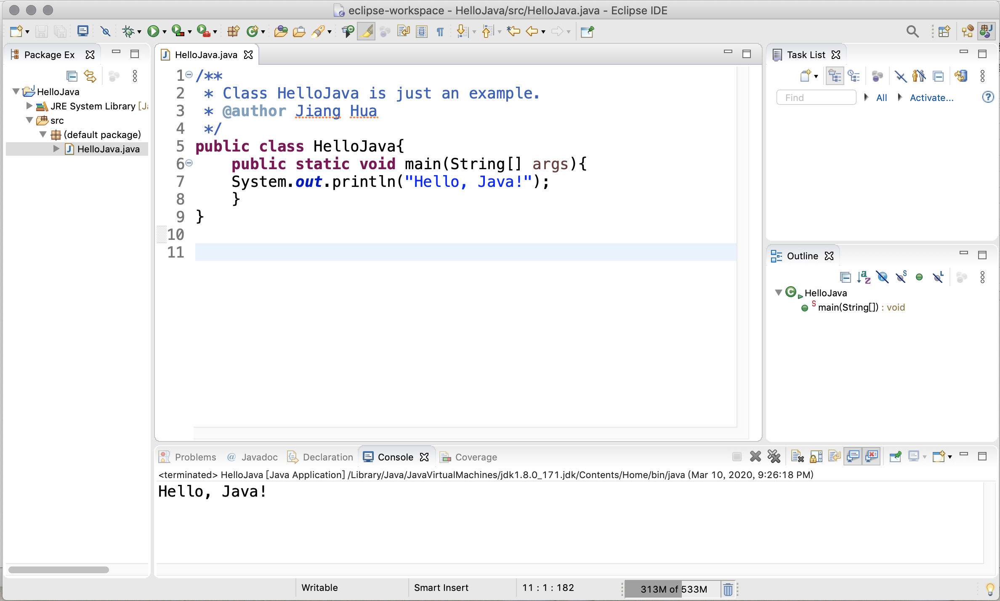 eclipse-workspace - HelloJava/src/HelloJava.java - Eclipse IDE
Package Ex
HelloJava
JRE System Library [Ja
src
(default package)
HelloJava.java
HelloJava.java
1 /**
2  * Class HelloJava is just an example.
3  * @author Jiang Hua
4  */
5 public class HelloJava{
6     public static void main(String[] args){
7     System.out.println("Hello, Java!");
8     }
9 }
10
11
Task List
Find
All
Activate...
Outline
HelloJava
main(String[]) : void
Problems
Javadoc
Declaration
Console
Coverage
<terminated> HelloJava [Java Application] /Library/Java/JavaVirtualMachines/jdk1.8.0_171.jdk/Contents/Home/bin/java (Mar 10, 2020, 9:26:18 PM)
Hello, Java!
Writable
Smart Insert
11 : 1 : 182
313M of 533M